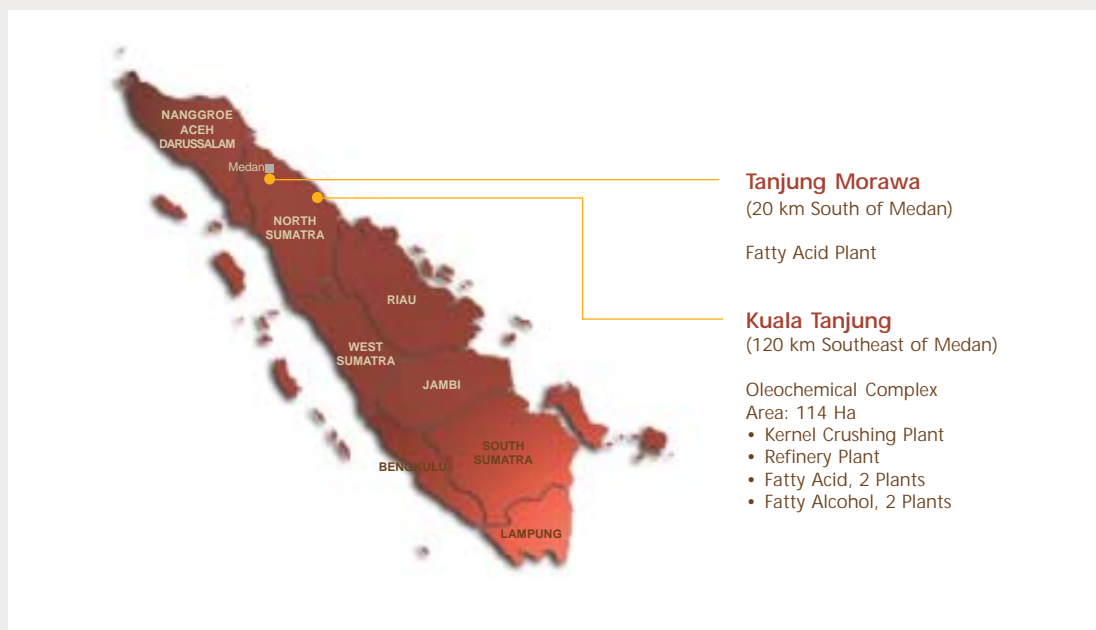 NANGGROE
ACEH
DARUSSALAM
Medan
NORTH
SUMATRA
RIAU
WEST
SUMATRA
JAMBI
SOUTH
SUMATRA
BENGKULU
LAMPUNG
Tanjung Morawa
(20 km South of Medan)
Fatty Acid Plant
Kuala Tanjung
(120 km Southeast of Medan)
Oleochemical Complex
Area: 114 Ha
• Kernel Crushing Plant
• Refinery Plant
• Fatty Acid, 2 Plants
• Fatty Alcohol, 2 Plants